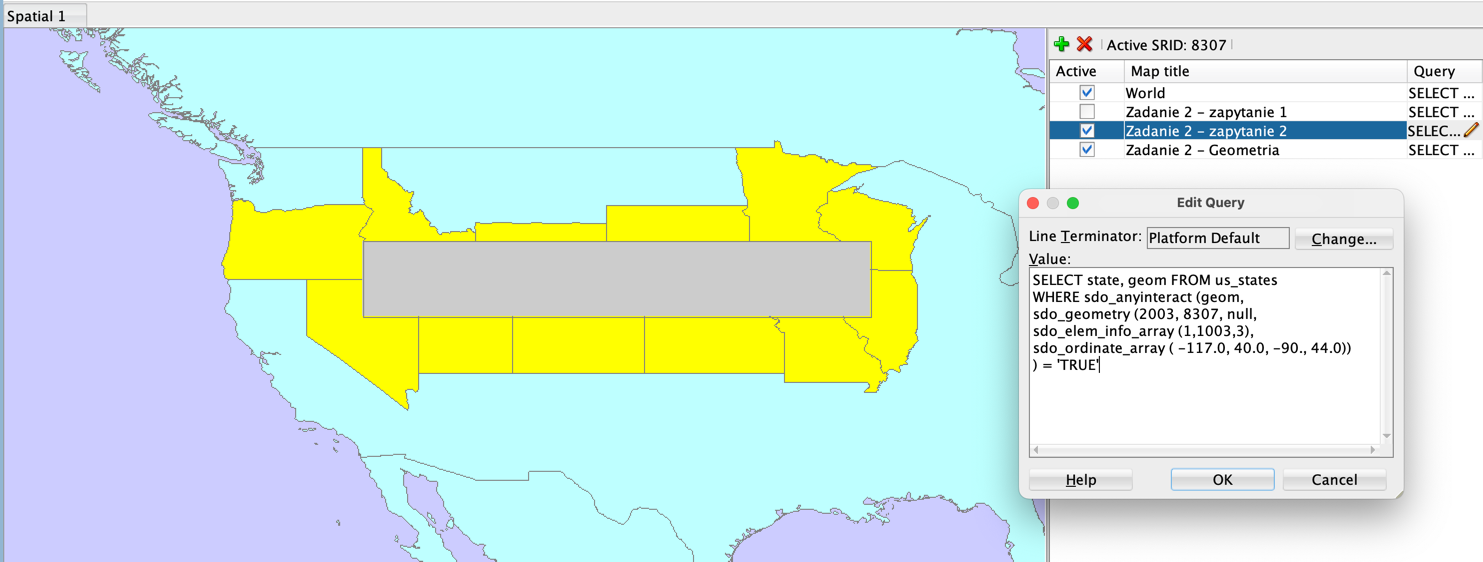 Spatial 1
Active SRID: 8307
Active Map title Query
World SELECT ...
Zadanie 2 – zapytanie 1 SELECT ...
Zadanie 2 – zapytanie 2 SELEC...
Zadanie 2 – Geometria SELECT ...
Edit Query
Line Terminator: Platform Default Change...
Value:
SELECT state, geom FROM us_states
WHERE sdo_anyinteract (geom,
sdo_geometry (2003, 8307, null,
sdo_elem_info_array (1,1003,3),
sdo_ordinate_array ( -117.0, 40.0, -90., 44.0))
) = 'TRUE'
Help OK Cancel